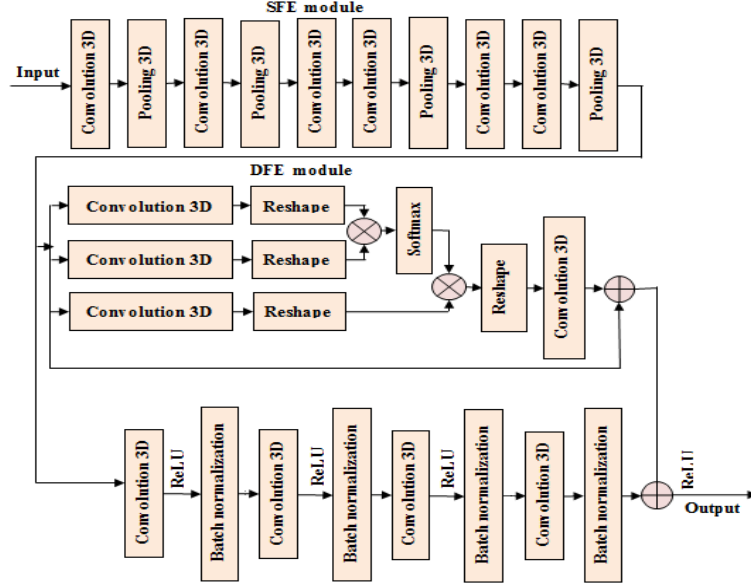 SFE module
Input
Convolution 3D
Pooling 3D
Convolution 3D
Pooling 3D
Convolution 3D
Convolution 3D
Pooling 3D
Convolution 3D
Convolution 3D
Pooling 3D
DFE module
Convolution 3D
Reshape
Convolution 3D
Reshape
Convolution 3D
Reshape
Softmax
Reshape
Convolution 3D
Convolution 3D
ReLU
Batch normalization
Convolution 3D
ReLU
Batch normalization
Convolution 3D
ReLU
Batch normalization
Convolution 3D
Batch normalization
ReLU
Output